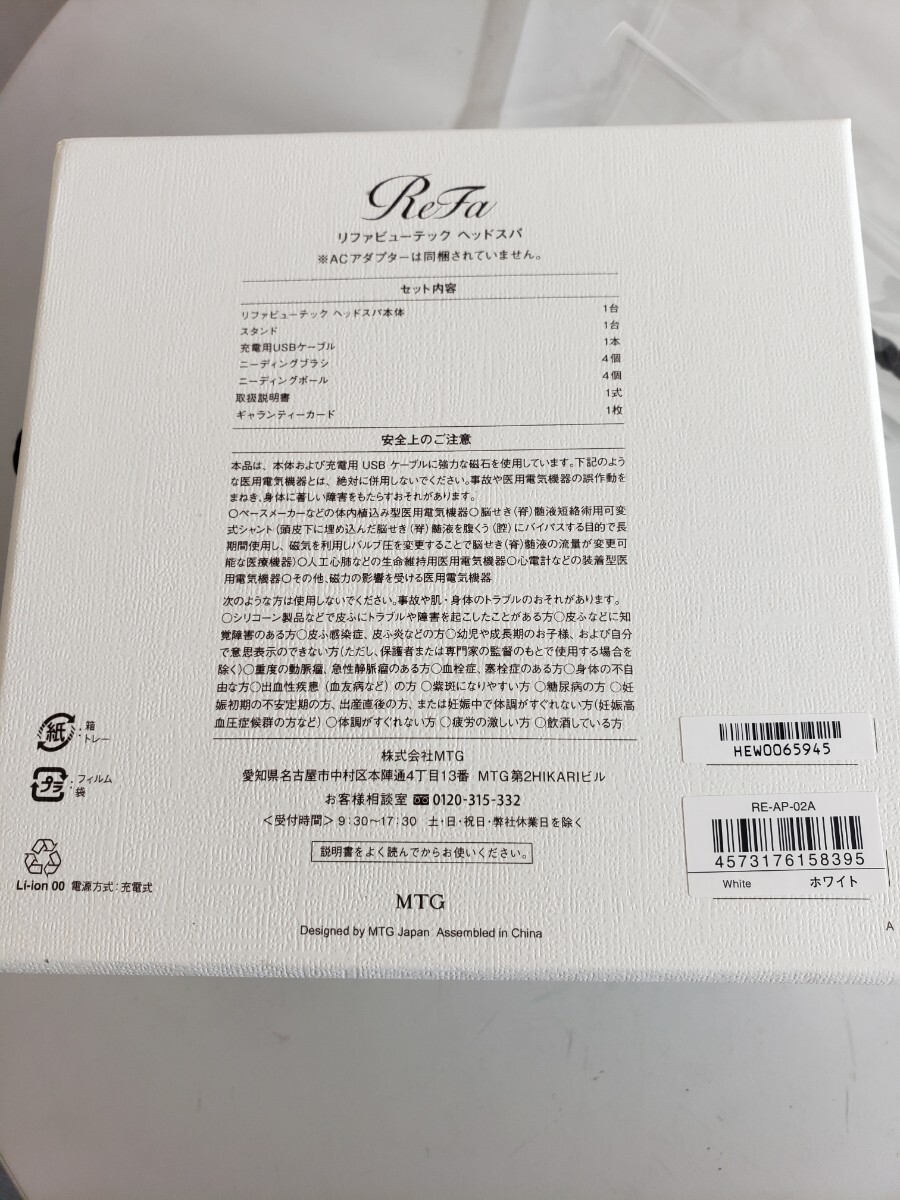 ReFa
リファビューテック ヘッドスパ
※ACアダプターは同梱されていません。
セット内容
リファビューテック ヘッドスパ本体 1台
スタンド 1台
充電用USBケーブル 1本
ニーディングブラシ 4個
ニーディングボール 4個
取扱説明書 1式
ギャランティーカード 1枚
安全上のご注意
本品は、本体および充電用 USB ケーブルに強力な磁石を使用しています。下記のよう
な医用電気機器とは、絶対に併用しないでください。事故や医用電気機器の誤作動を
まねき、身体に著しい障害をもたらすおそれがあります。
○ペースメーカーなどの体内植込み型医用電気機器○脳せき(脊)髄液短絡術用可変
式シャント(頭皮下に埋め込んだ脳せき(脊)髄液を腹くう(腔)にバイパスする目的で長
期間使用し、磁気を利用しバルブ圧を変更することで脳せき(脊)髄液の流量が変更可
能な医療機器)○人工心肺などの生命維持用医用電気機器○心電計などの装着型医
用電気機器○その他、磁力の影響を受ける医用電気機器
次のような方は使用しないでください。事故や肌・身体のトラブルのおそれがあります。
○シリコーン製品などで皮ふにトラブルや障害を起こしたことがある方○皮ふなどに知
覚障害のある方○皮ふ感染症、皮ふ炎などの方○幼児や成長期のお子様、および自分
で意思表示のできない方(ただし、保護者または専門家の監督のもとで使用する場合を
除く)○重度の動脈瘤、急性静脈瘤のある方○血栓症、塞栓症のある方○身体の不自
由な方○出血性疾患(血友病など)の方 ○紫斑になりやすい方 ○糖尿病の方 ○妊
娠初期の不安定期の方、出産直後の方、または妊娠中で体調がすぐれない方(妊娠高
血圧症候群の方など)○体調がすぐれない方 ○疲労の激しい方 ○飲酒している方
株式会社MTG
愛知県名古屋市中村区本陣通4丁目13番 MTG第2HIKARIビル
お客様相談室 0120-315-332
<受付時間> 9:30〜17:30 土・日・祝日・弊社休業日を除く
説明書をよく読んでからお使いください。
MTG
Designed by MTG Japan Assembled in China
紙 : 箱
・トレー
プラ : フィルム
袋
Li-ion 00 電源方式:充電式
HEW0065945
RE-AP-02A
4573176158395
White ホワイト
A